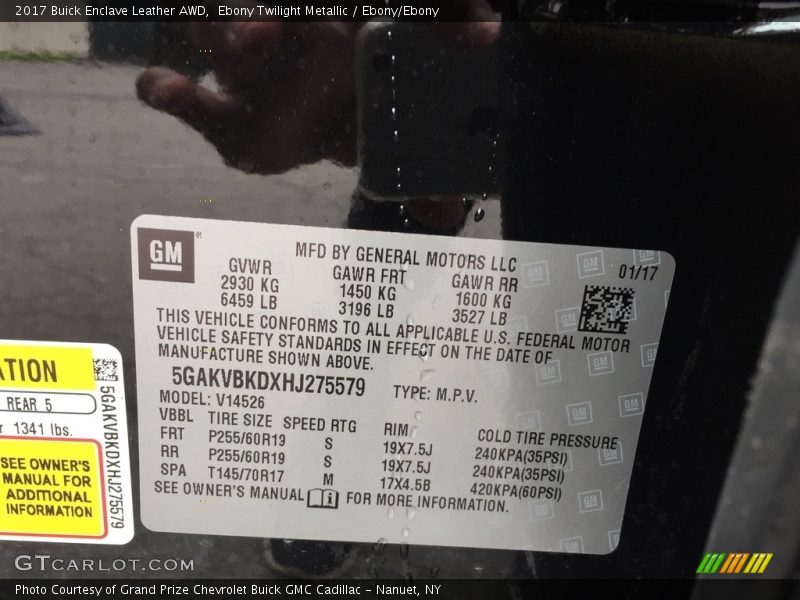 2017 Buick Enclave Leather AWD,  Ebony Twilight Metallic / Ebony/Ebony
GM
MFD BY GENERAL MOTORS LLC
01/17
GVWR GAWR FRT GAWR RR
2930 KG 1450 KG 1600 KG
6459 LB 3196 LB 3527 LB
THIS VEHICLE CONFORMS TO ALL APPLICABLE U.S. FEDERAL MOTOR
VEHICLE SAFETY STANDARDS IN EFFECT ON THE DATE OF
MANUFACTURE SHOWN ABOVE.
5GAKVBKDXHJ275579 TYPE: M.P.V.
MODEL: V14526
VBBL TIRE SIZE SPEED RTG RIM COLD TIRE PRESSURE
FRT P255/60R19 S 19X7.5J 240KPA(35PSI)
RR P255/60R19 S 19X7.5J 240KPA(35PSI)
SPA T145/70R17 M 17X4.5B 420KPA(60PSI)
SEE OWNER'S MANUAL FOR MORE INFORMATION.
ATION
REAR 5
r 1341 lbs.
SEE OWNER'S
MANUAL FOR
ADDITIONAL
INFORMATION
5GAKVBKDXHJ275579
GTCARLOT.COM
Photo Courtesy of Grand Prize Chevrolet Buick GMC Cadillac - Nanuet, NY